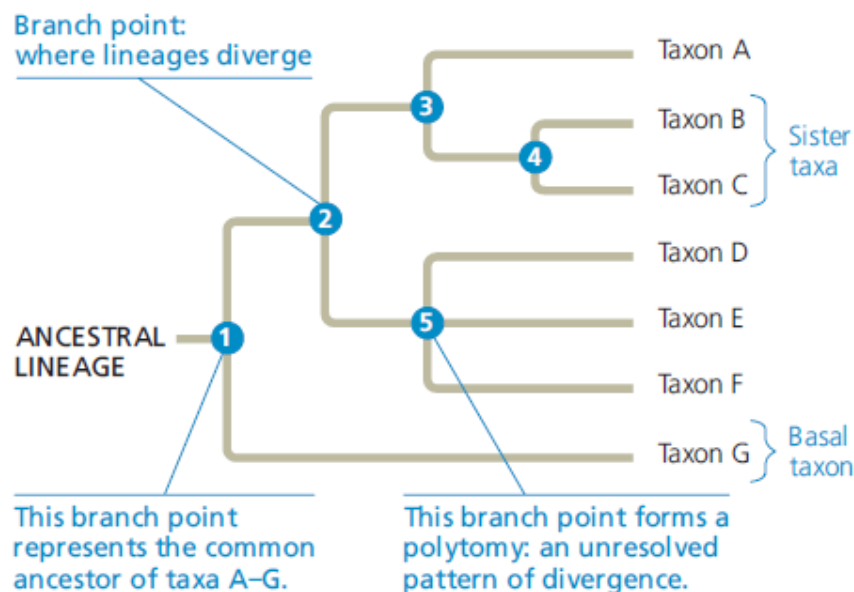 Branch point:
where lineages diverge
Taxon A
3
Taxon B
4
Sister
taxa
Taxon C
2
Taxon D
ANCESTRAL
LINEAGE
1
5
Taxon E
Taxon F
Taxon G
Basal
taxon
This branch point
represents the common
ancestor of taxa A–G.
This branch point forms a
polytomy: an unresolved
pattern of divergence.